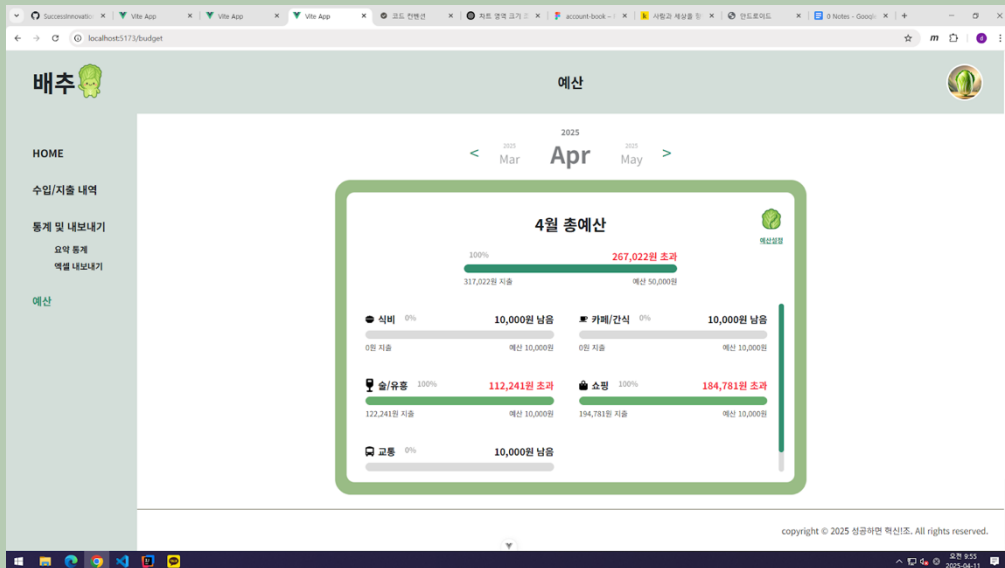 SuccessInnovatio
Vite App
Vite App
Vite App
코드 컨벤션
차트 영역 크기 조
account-book –
사람과 세상을
안드로이드
0 Notes - Google
localhost:5173/budget
배추
예산
HOME
수입/지출 내역
통계 및 내보내기
요약 통계
엑셀 내보내기
예산
2025
< 2025 2025 >
Mar Apr May
4월 총예산
예산설정
100% 267,022원 초과
317,022원 지출 예산 50,000원
식비 0% 10,000원 남음
0원 지출 예산 10,000원
카페/간식 0% 10,000원 남음
0원 지출 예산 10,000원
술/유흥 100% 112,241원 초과
122,241원 지출 예산 10,000원
쇼핑 100% 184,781원 초과
194,781원 지출 예산 10,000원
교통 0% 10,000원 남음
copyright © 2025 성공하면 혁신!조. All rights reserved.
오전 9:55
2025-04-11